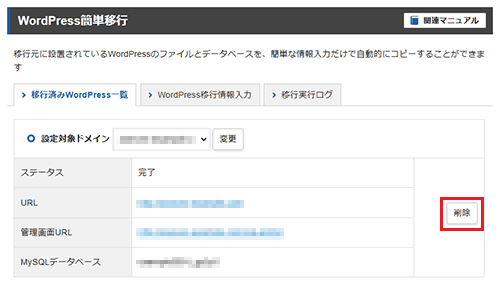 WordPress簡単移行
関連マニュアル
移行元に設置されているWordPressのファイルとデータベースを、簡単な情報入力だけで自動的にコピーすることができま
す
移行済みWordPress一覧
WordPress移行情報入力
移行実行ログ
設定対象ドメイン
変更
ステータス 完了
URL
削除
管理画面URL
MySQLデータベース